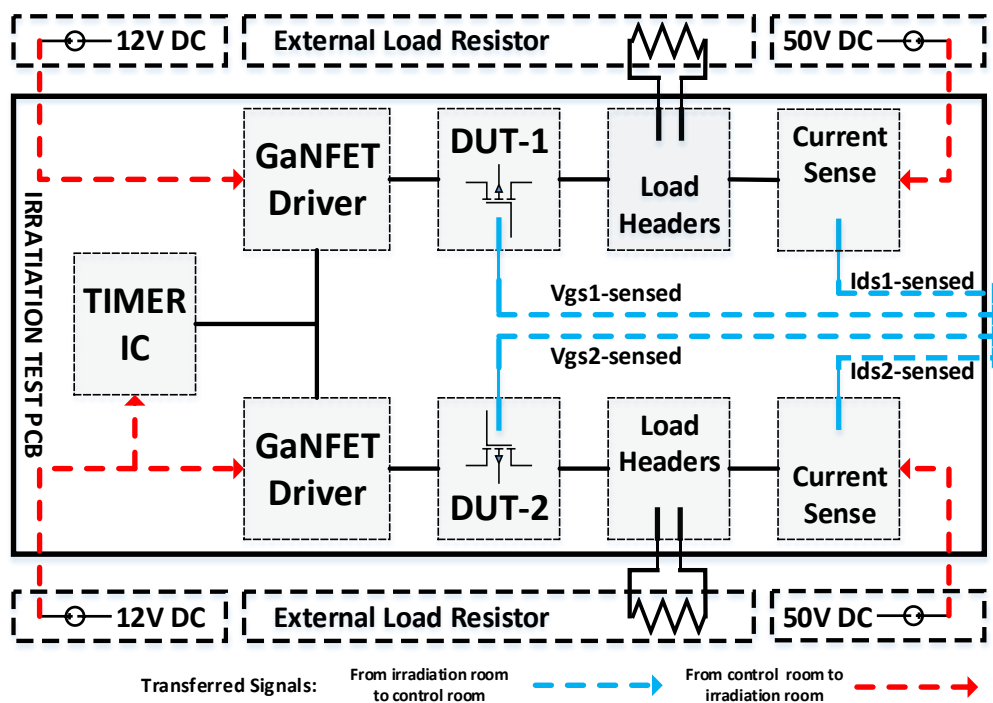 12V DC
External Load Resistor
50V DC
IRRATIATION TEST PCB
GaNFET
Driver
DUT-1
Load
Headers
Current
Sense
TIMER
IC
Vgs1-sensed
Ids1-sensed
Vgs2-sensed
Ids2-sensed
GaNFET
Driver
DUT-2
Load
Headers
Current
Sense
12V DC
External Load Resistor
50V DC
Transferred Signals:
From irradiation room
to control room
From control room to
irradiation room